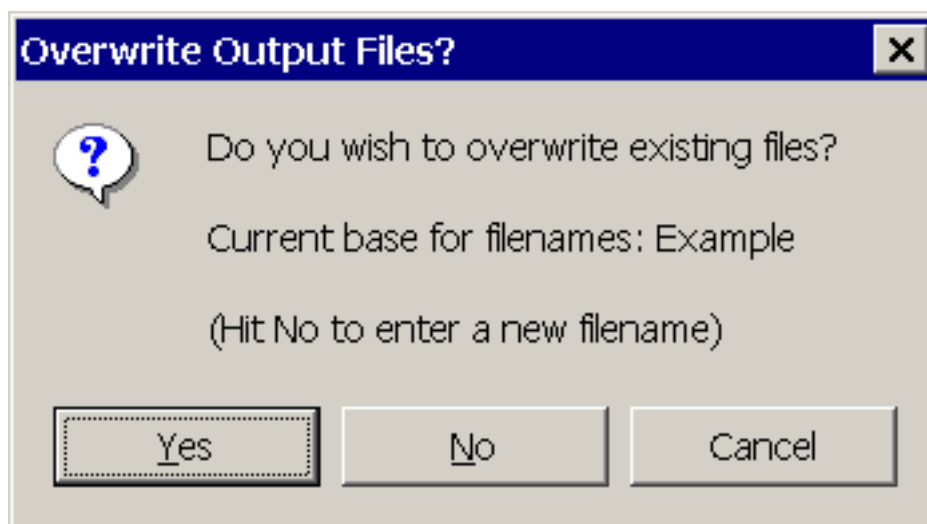 Overwrite Output Files?
Do you wish to overwrite existing files?
Current base for filenames: Example
(Hit No to enter a new filename)
Yes No Cancel